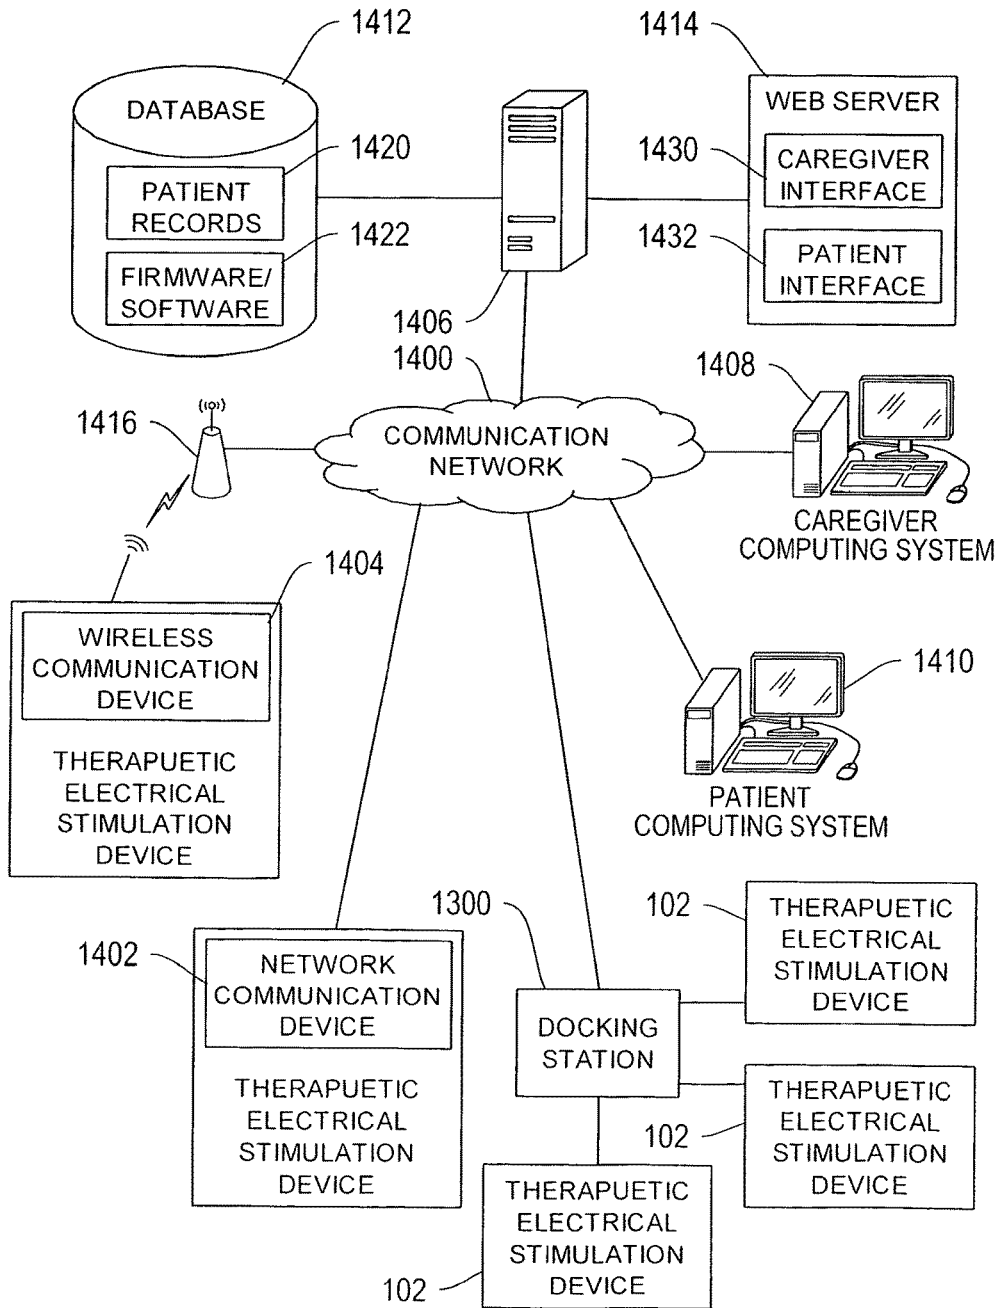 1412
DATABASE
1420
PATIENT
RECORDS
1422
FIRMWARE/
SOFTWARE
1406
1414
WEB SERVER
1430
CAREGIVER
INTERFACE
1432
PATIENT
INTERFACE
1400
COMMUNICATION
NETWORK
1408
CAREGIVER
COMPUTING SYSTEM
1416
1404
WIRELESS
COMMUNICATION
DEVICE
THERAPUETIC
ELECTRICAL
STIMULATION
DEVICE
1410
PATIENT
COMPUTING SYSTEM
1402
NETWORK
COMMUNICATION
DEVICE
THERAPUETIC
ELECTRICAL
STIMULATION
DEVICE
1300
DOCKING
STATION
102
THERAPUETIC
ELECTRICAL
STIMULATION
DEVICE
102
THERAPUETIC
ELECTRICAL
STIMULATION
DEVICE
102
THERAPUETIC
ELECTRICAL
STIMULATION
DEVICE